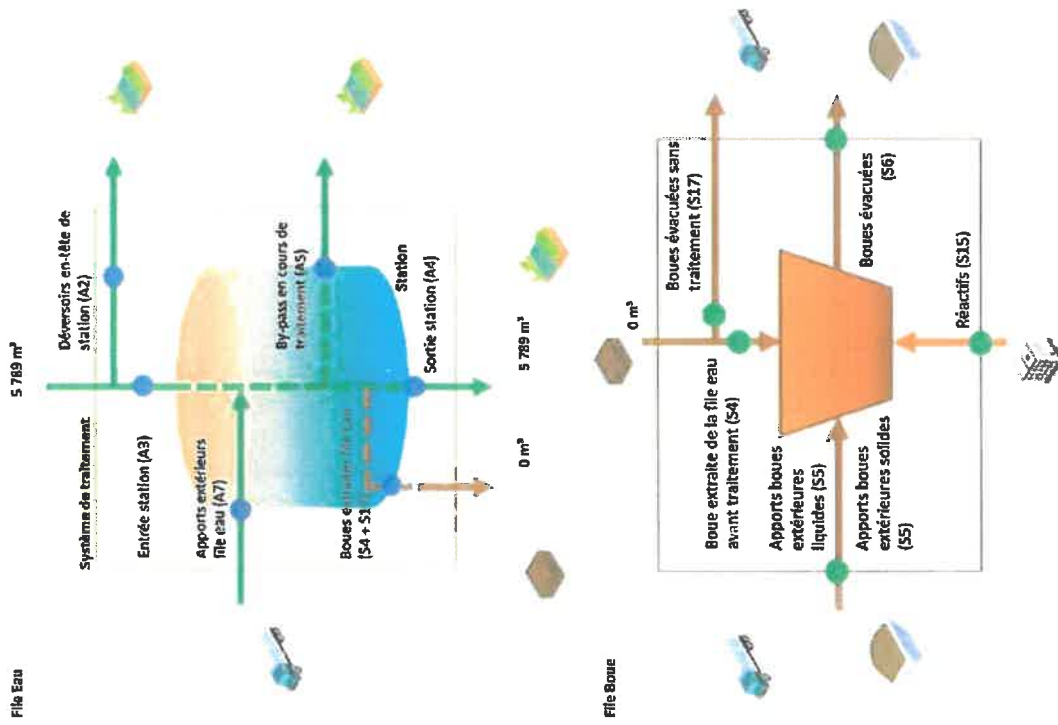 File Eau
5 789 m³
Système de traitement
Déversoirs en-tête de
station (A2)
Entrée station (A3)
Apports extérieurs
file eau (A7)
By-pass en cours de
traitement (A5)
Boues extraites file eau
(S4 + S1
Station
Sortie station (A4)
0 m³
5 789 m³
File Boue
0 m³
Boues évacuées sans
traitement (S17)
Boue extraite de la file eau
avant traitement (S4)
Apports boues
extérieures
liquides (S5)
Apports boues
extérieures solides
(S5)
Boues évacuées
(S6)
Réactifs (S15)